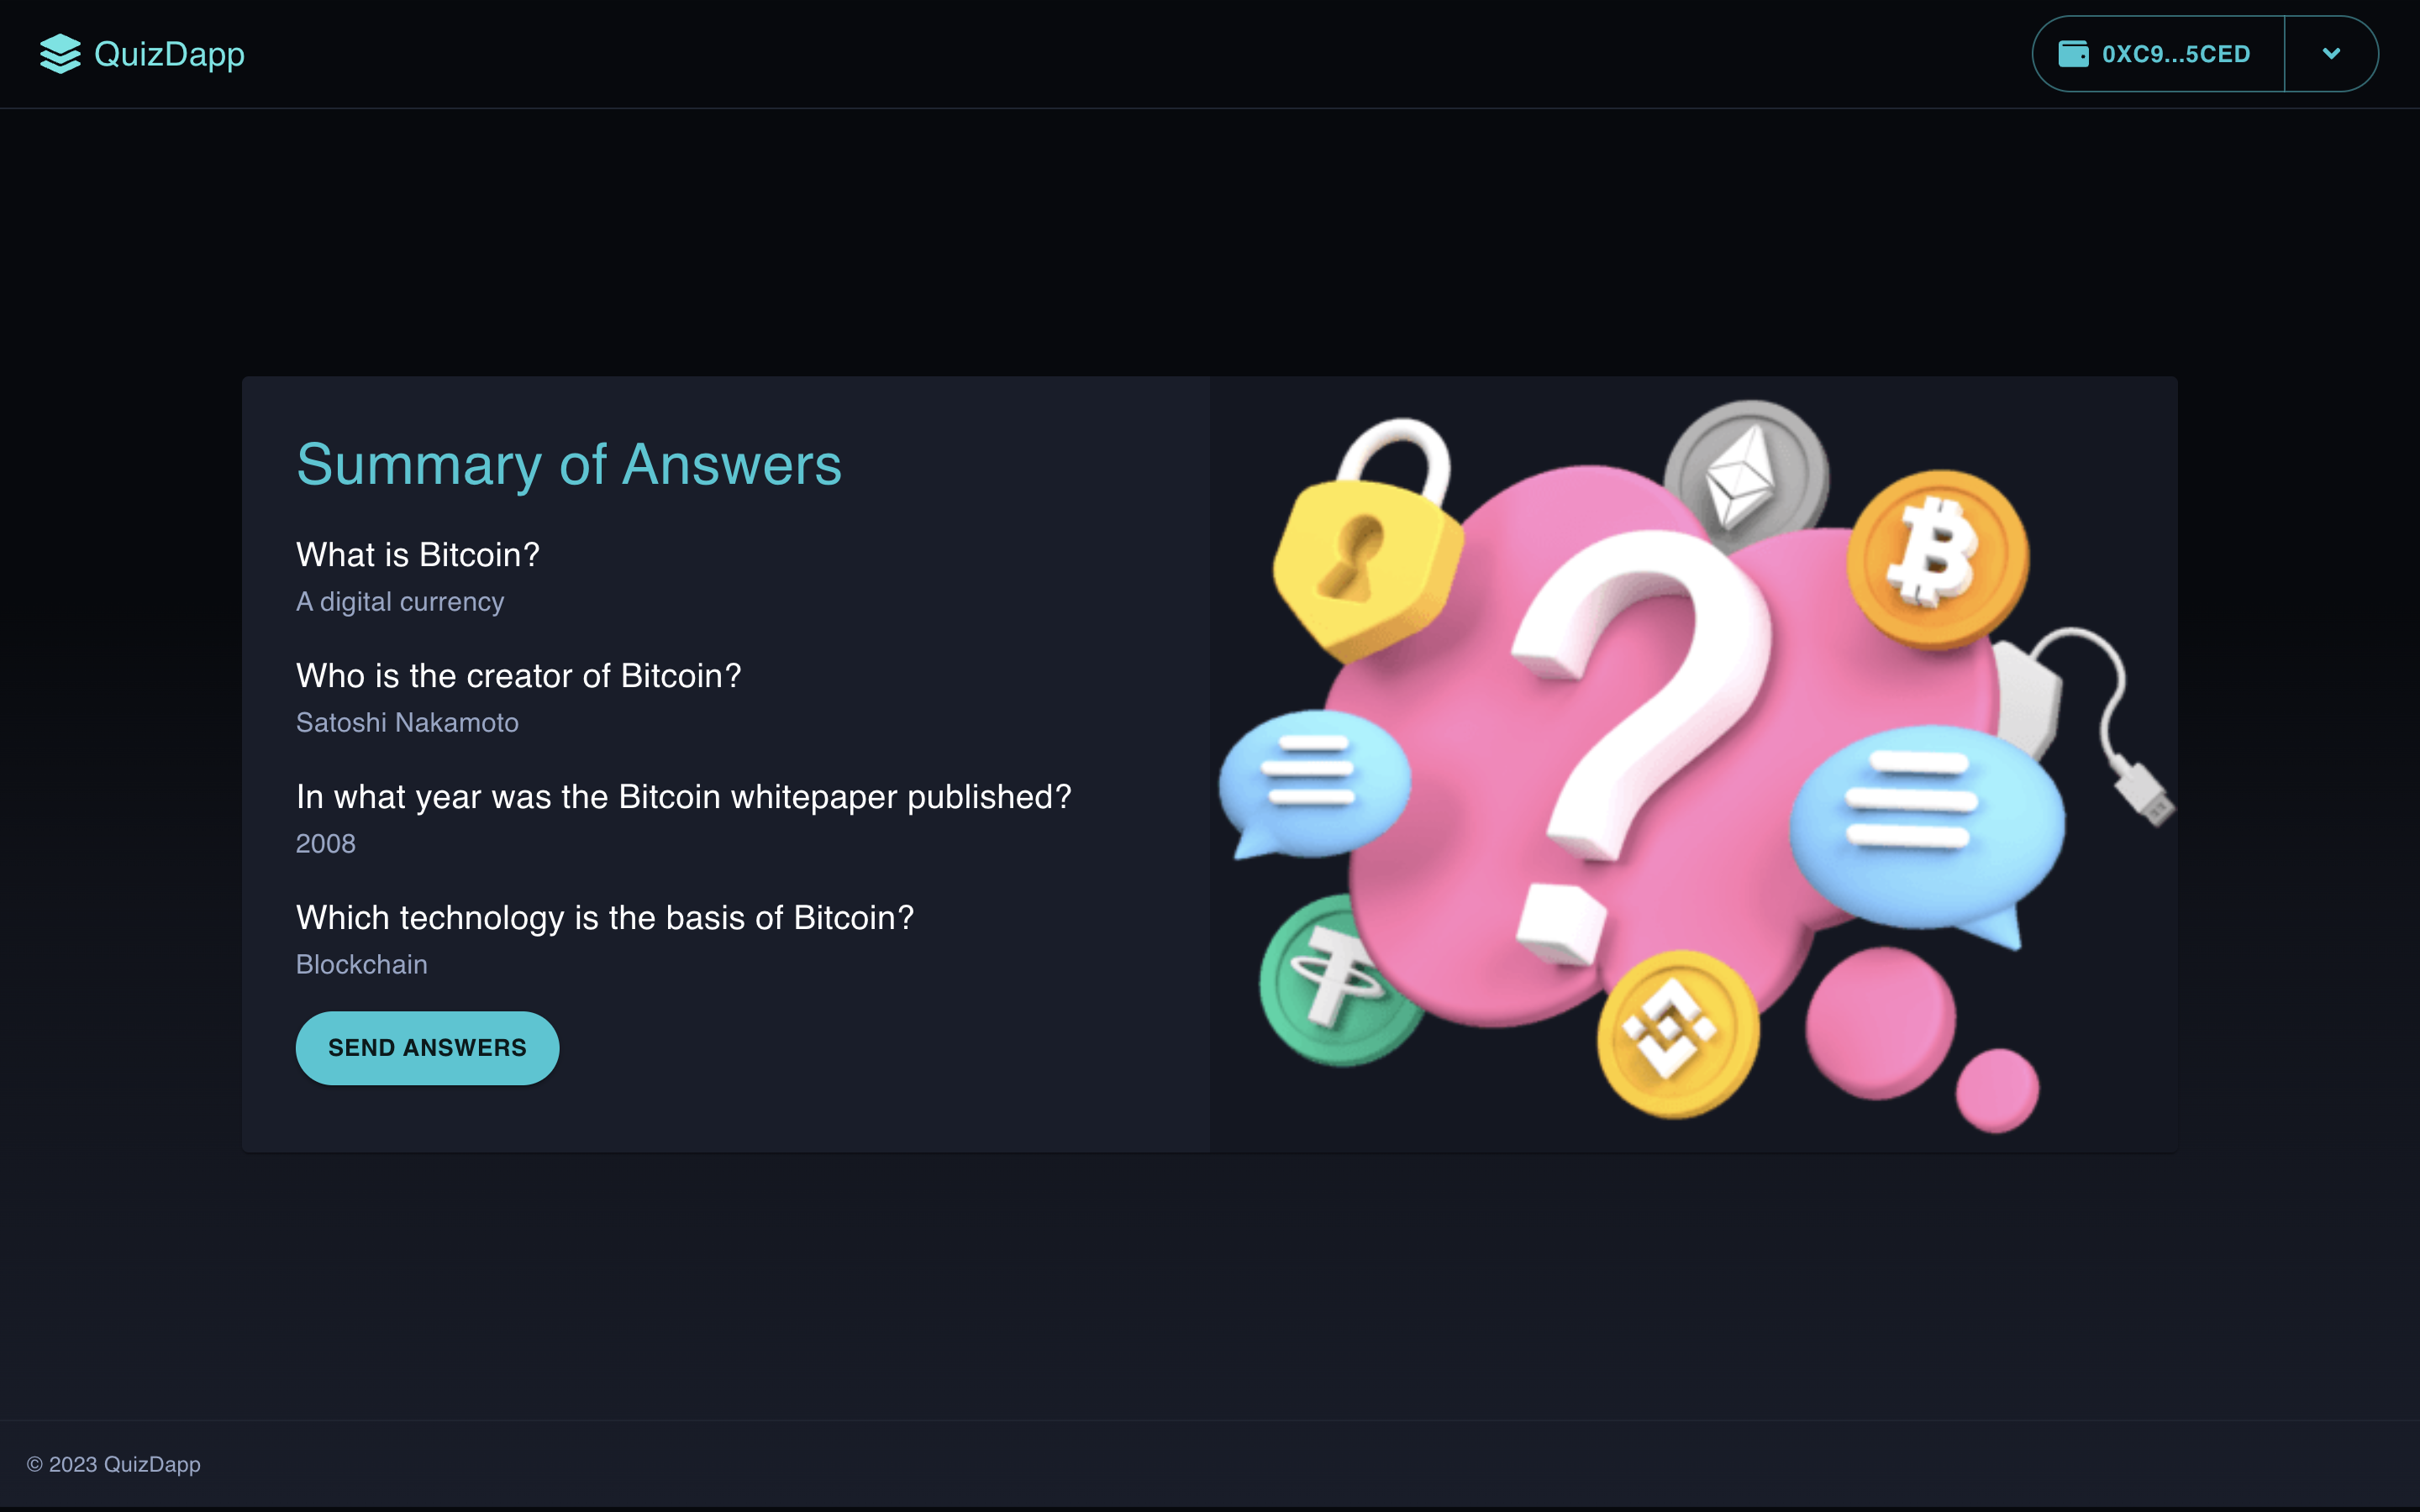 QuizDapp
0XC9...5CED
Summary of Answers
What is Bitcoin?
A digital currency
Who is the creator of Bitcoin?
Satoshi Nakamoto
In what year was the Bitcoin whitepaper published?
2008
Which technology is the basis of Bitcoin?
Blockchain
SEND ANSWERS
© 2023 QuizDapp